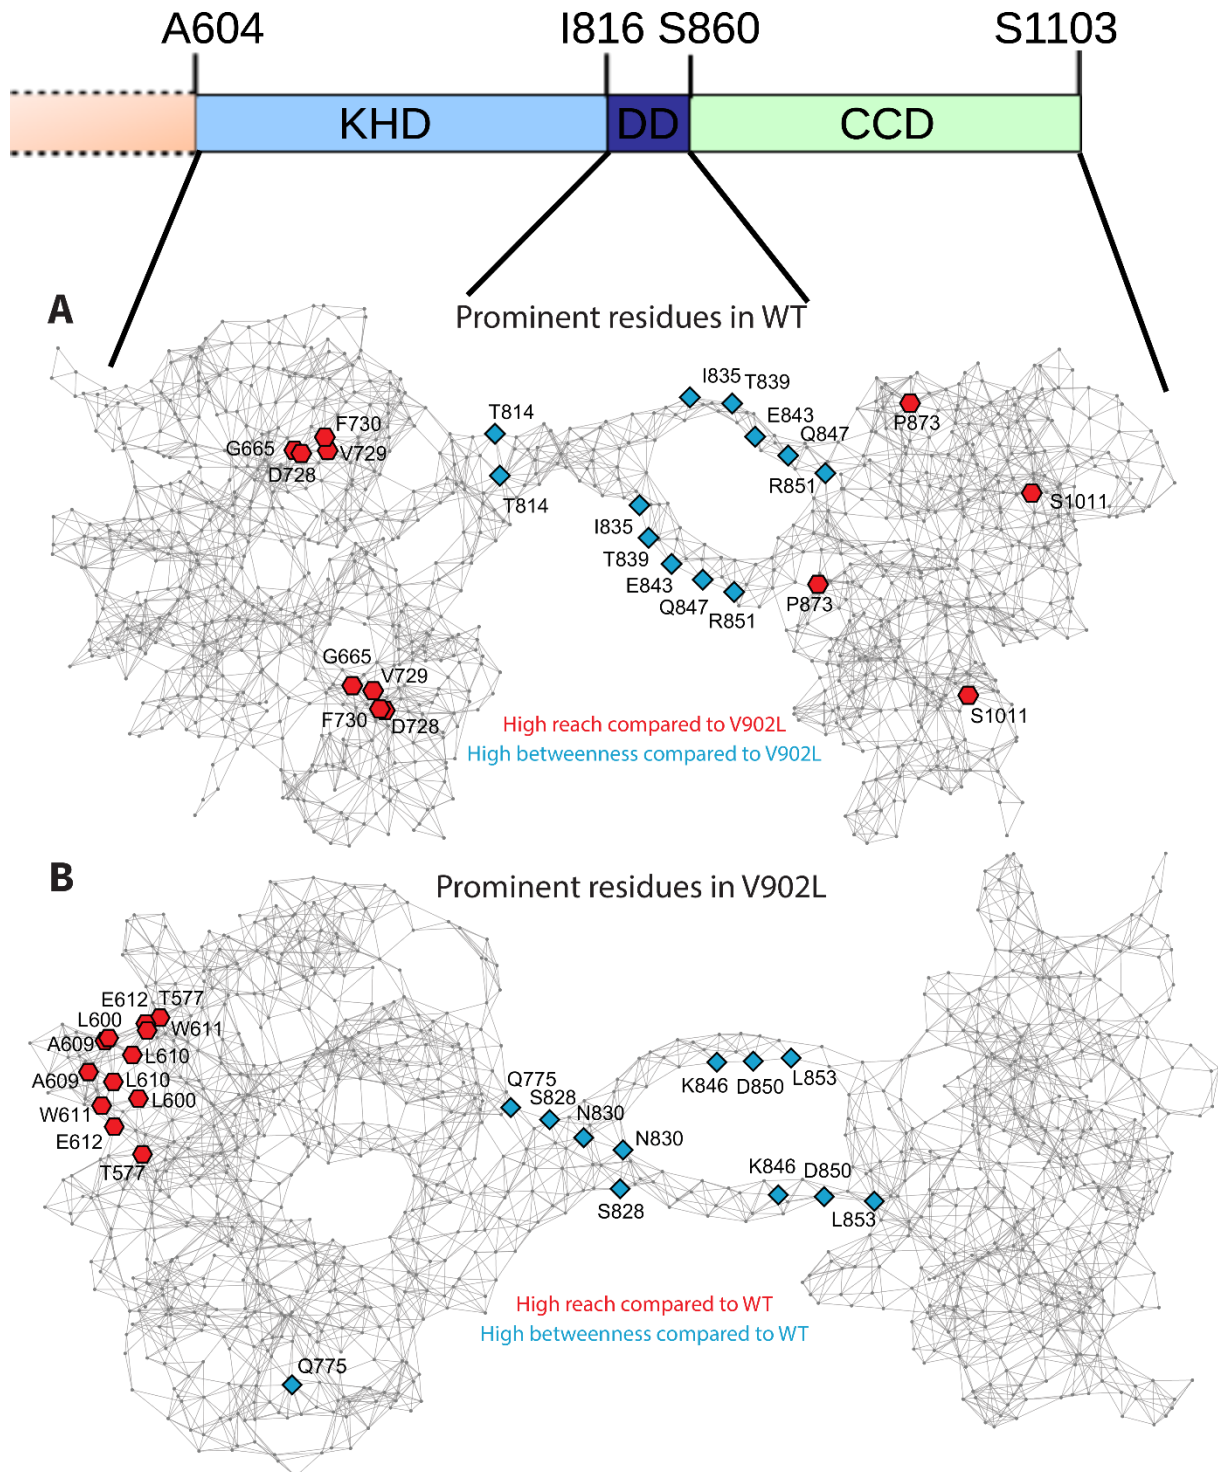 A604 I816 S860 S1103
KHD DD CCD
A
Prominent residues in WT
I835 T839
T814
E843
P873
F730
G665
V729
Q847
D728
R851
S1011
T814
I835
T839
E843
P873
Q847
R851
G665
V729
F730
D728
S1011
High reach compared to V902L
High betweenness compared to V902L
B
Prominent residues in V902L
E612 T577
L600
W611
A609
L610
A609
L610
L600
W611
E612
T577
Q775
S828
N830
N830
K846 D850 L853
K846 D850
L853
S828
High reach compared to WT
High betweenness compared to WT
Q775